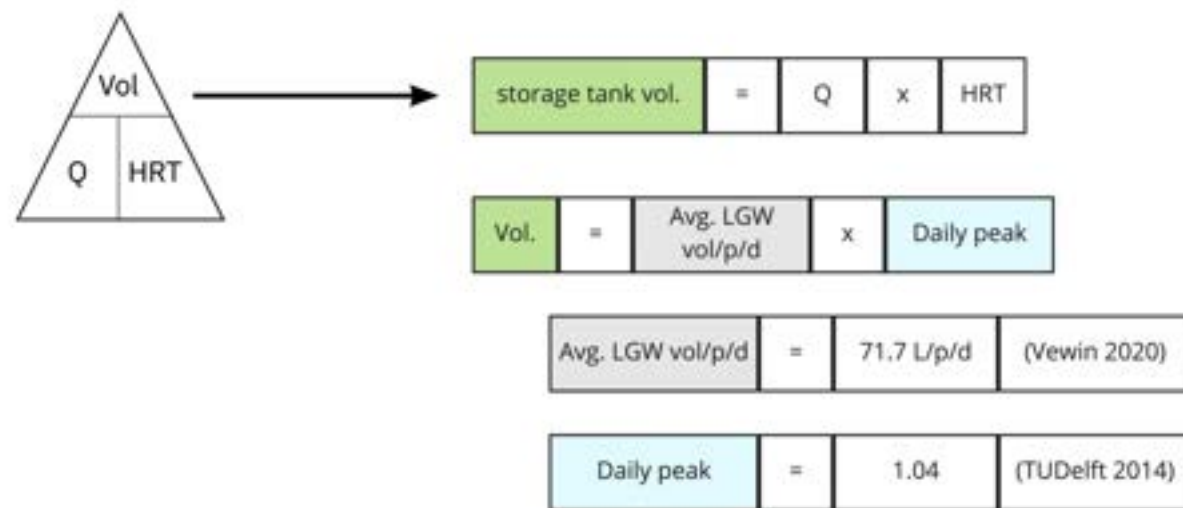 Vol
Q HRT
storage tank vol. = Q x HRT
Vol. = Avg. LGW
vol/p/d x Daily peak
Avg. LGW vol/p/d = 71.7 L/p/d (Vewin 2020)
Daily peak = 1.04 (TUDelft 2014)